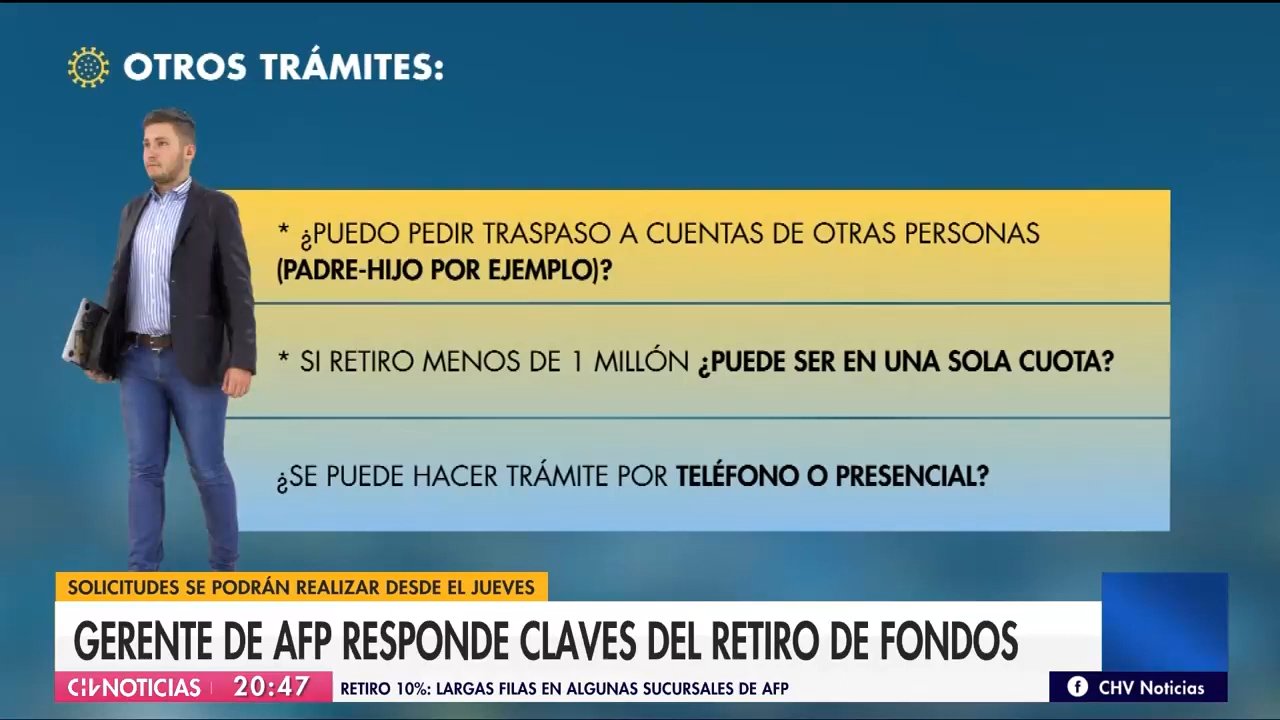 OTROS TRÁMITES:
* ¿PUEDO PEDIR TRASPASO A CUENTAS DE OTRAS PERSONAS
(PADRE-HIJO POR EJEMPLO)?
* SI RETIRO MENOS DE 1 MILLÓN ¿PUEDE SER EN UNA SOLA CUOTA?
¿SE PUEDE HACER TRÁMITE POR TELÉFONO O PRESENCIAL?
SOLICITUDES SE PODRÁN REALIZAR DESDE EL JUEVES
GERENTE DE AFP RESPONDE CLAVES DEL RETIRO DE FONDOS
CHV NOTICIAS 20:47 RETIRO 10%: LARGAS FILAS EN ALGUNAS SUCURSALES DE AFP CHV Noticias